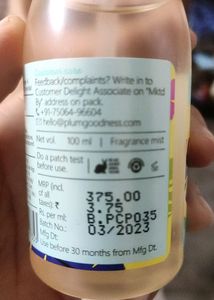 Customer care
Feedback/complaints? Write in to
Customer Delight Associate on "Mktd
By" address on pack.
+91-75064-96604
hello@plumgoodness.com
Net vol. 100 ml Fragrance mist
Do a patch test
before use.
MRP (incl.
of all
taxes): ₹ 375.00
Per ml: 3.75
Batch No.: B.PCP035
Mfg Dt. 03/2023
Use before 30 months from Mfg Dt.